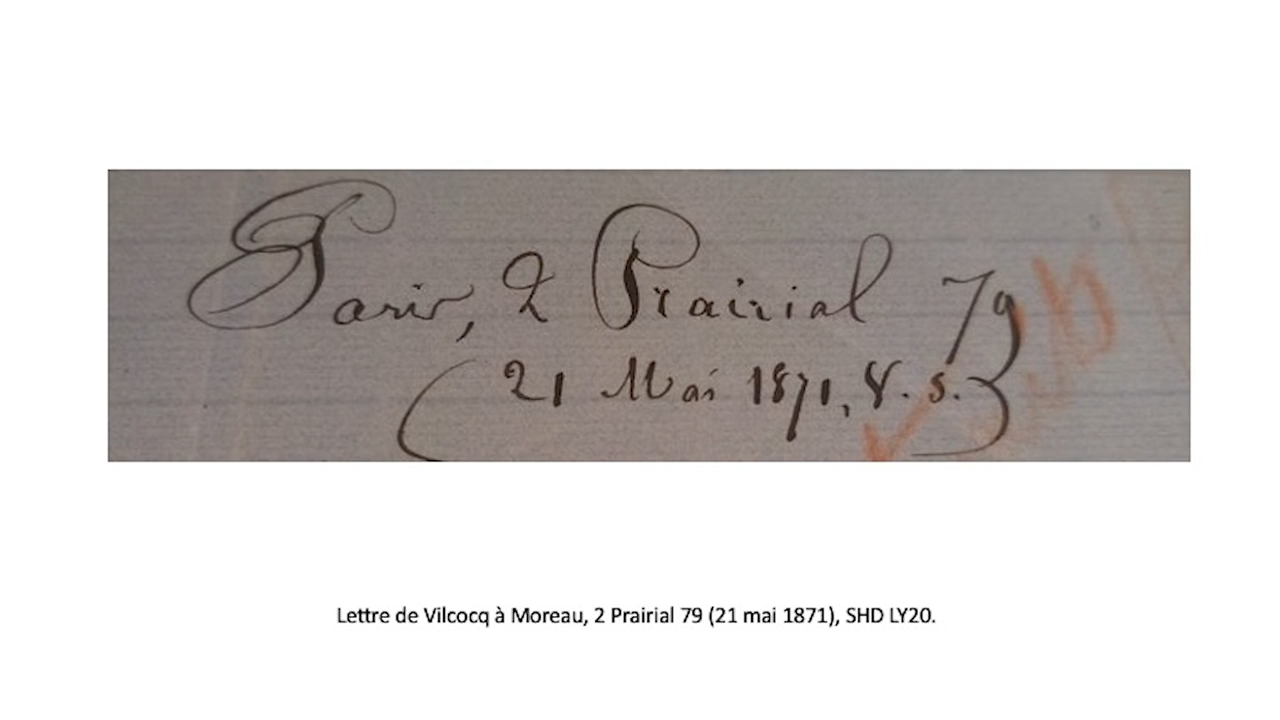 Paris, 2 Prairial 79
(21 Mai 1871, V. s.)
Lettre de Vilcocq à Moreau, 2 Prairial 79 (21 mai 1871), SHD LY20.